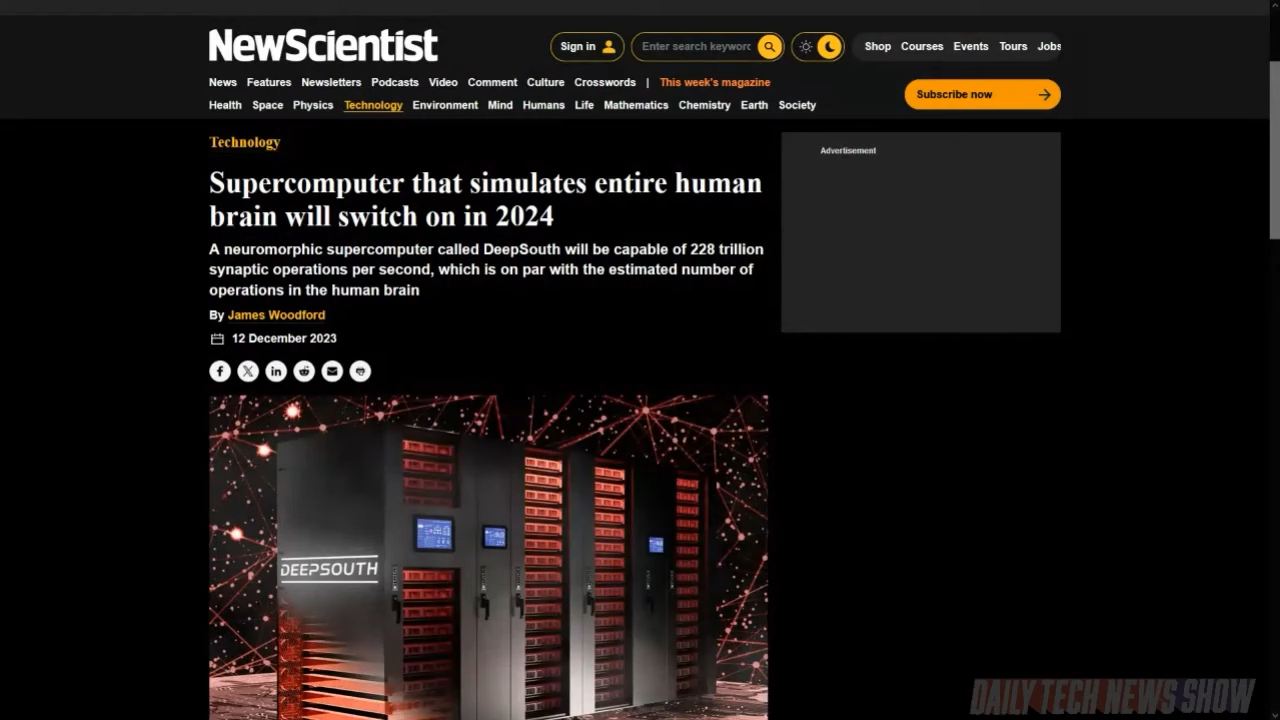 NewScientist
Sign in
Enter search keyword
Shop Courses Events Tours Jobs
News Features Newsletters Podcasts Video Comment Culture Crosswords | This week's magazine
Subscribe now
Health Space Physics Technology Environment Mind Humans Life Mathematics Chemistry Earth Society
Technology
Advertisement
Supercomputer that simulates entire human
brain will switch on in 2024
A neuromorphic supercomputer called DeepSouth will be capable of 228 trillion
synaptic operations per second, which is on par with the estimated number of
operations in the human brain
By James Woodford
12 December 2023
DEEPSOUTH
DAILY TECH NEWS SHOW